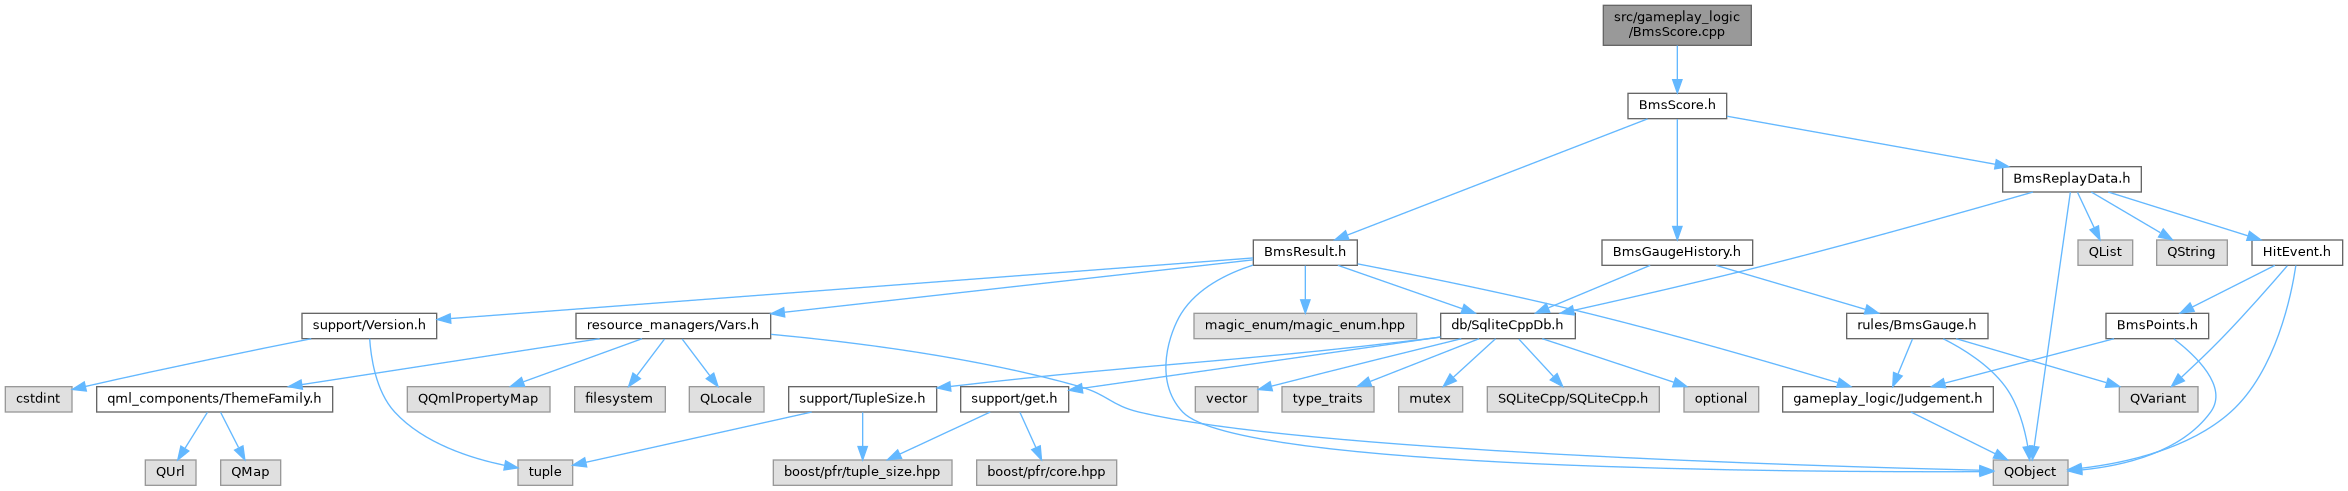 src/gameplay_logic
/BmsScore.cpp
BmsScore.h
BmsReplayData.h
BmsResult.h
BmsGaugeHistory.h
QList
QString
HitEvent.h
support/Version.h
resource_managers/Vars.h
magic_enum/magic_enum.hpp
db/SqliteCppDb.h
rules/BmsGauge.h
BmsPoints.h
cstdint
qml_components/ThemeFamily.h
QQmlPropertyMap
filesystem
QLocale
support/TupleSize.h
support/get.h
vector
type_traits
mutex
SQLiteCpp/SQLiteCpp.h
optional
gameplay_logic/Judgement.h
QVariant
QUrl
QMap
tuple
boost/pfr/tuple_size.hpp
boost/pfr/core.hpp
QObject